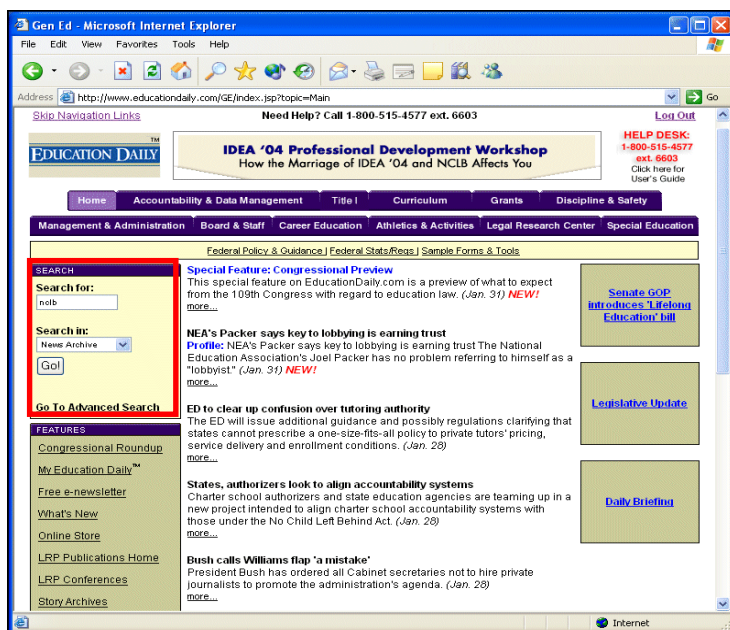 Gen Ed - Microsoft Internet Explorer
File Edit View Favorites Tools Help
Address http://www.educationdaily.com/GE/index.jsp?topic=Main Go
Skip Navigation Links Need Help? Call 1-800-515-4577 ext. 6603 Log Out
EDUCATION DAILY TM
IDEA '04 Professional Development Workshop
How the Marriage of IDEA '04 and NCLB Affects You
HELP DESK:
1-800-515-4577
ext. 6603
Click here for
User's Guide
Home Accountability & Data Management Title I Curriculum Grants Discipline & Safety
Management & Administration Board & Staff Career Education Athletics & Activities Legal Research Center Special Education
Federal Policy & Guidance | Federal Stats/Regs | Sample Forms & Tools
SEARCH
Search for:
nclb
Search in:
News Archive
Go!
Go To Advanced Search
FEATURES
Congressional Roundup
My Education Daily™
Free e-newsletter
What's New
Online Store
LRP Publications Home
LRP Conferences
Story Archives
Special Feature: Congressional Preview
This special feature on EducationDaily.com is a preview of what to expect
from the 109th Congress with regard to education law. (Jan. 31) NEW!
more...
NEA's Packer says key to lobbying is earning trust
Profile: NEA's Packer says key to lobbying is earning trust The National
Education Association's Joel Packer has no problem referring to himself as a
"lobbyist." (Jan. 31) NEW!
more...
ED to clear up confusion over tutoring authority
The ED will issue additional guidance and possibly regulations clarifying that
states cannot prescribe a one-size-fits-all policy to private tutors' pricing,
service delivery and enrollment conditions. (Jan. 28)
more...
States, authorizers look to align accountability systems
Charter school authorizers and state education agencies are teaming up in a
new project intended to align charter school accountability systems with
those under the No Child Left Behind Act. (Jan. 28)
more...
Bush calls Williams flap 'a mistake'
President Bush has ordered all Cabinet secretaries not to hire private
journalists to promote the administration's agenda. (Jan. 28)
more...
Senate GOP
introduces 'Lifelong
Education' bill
Legislative Update
Daily Briefing
Internet